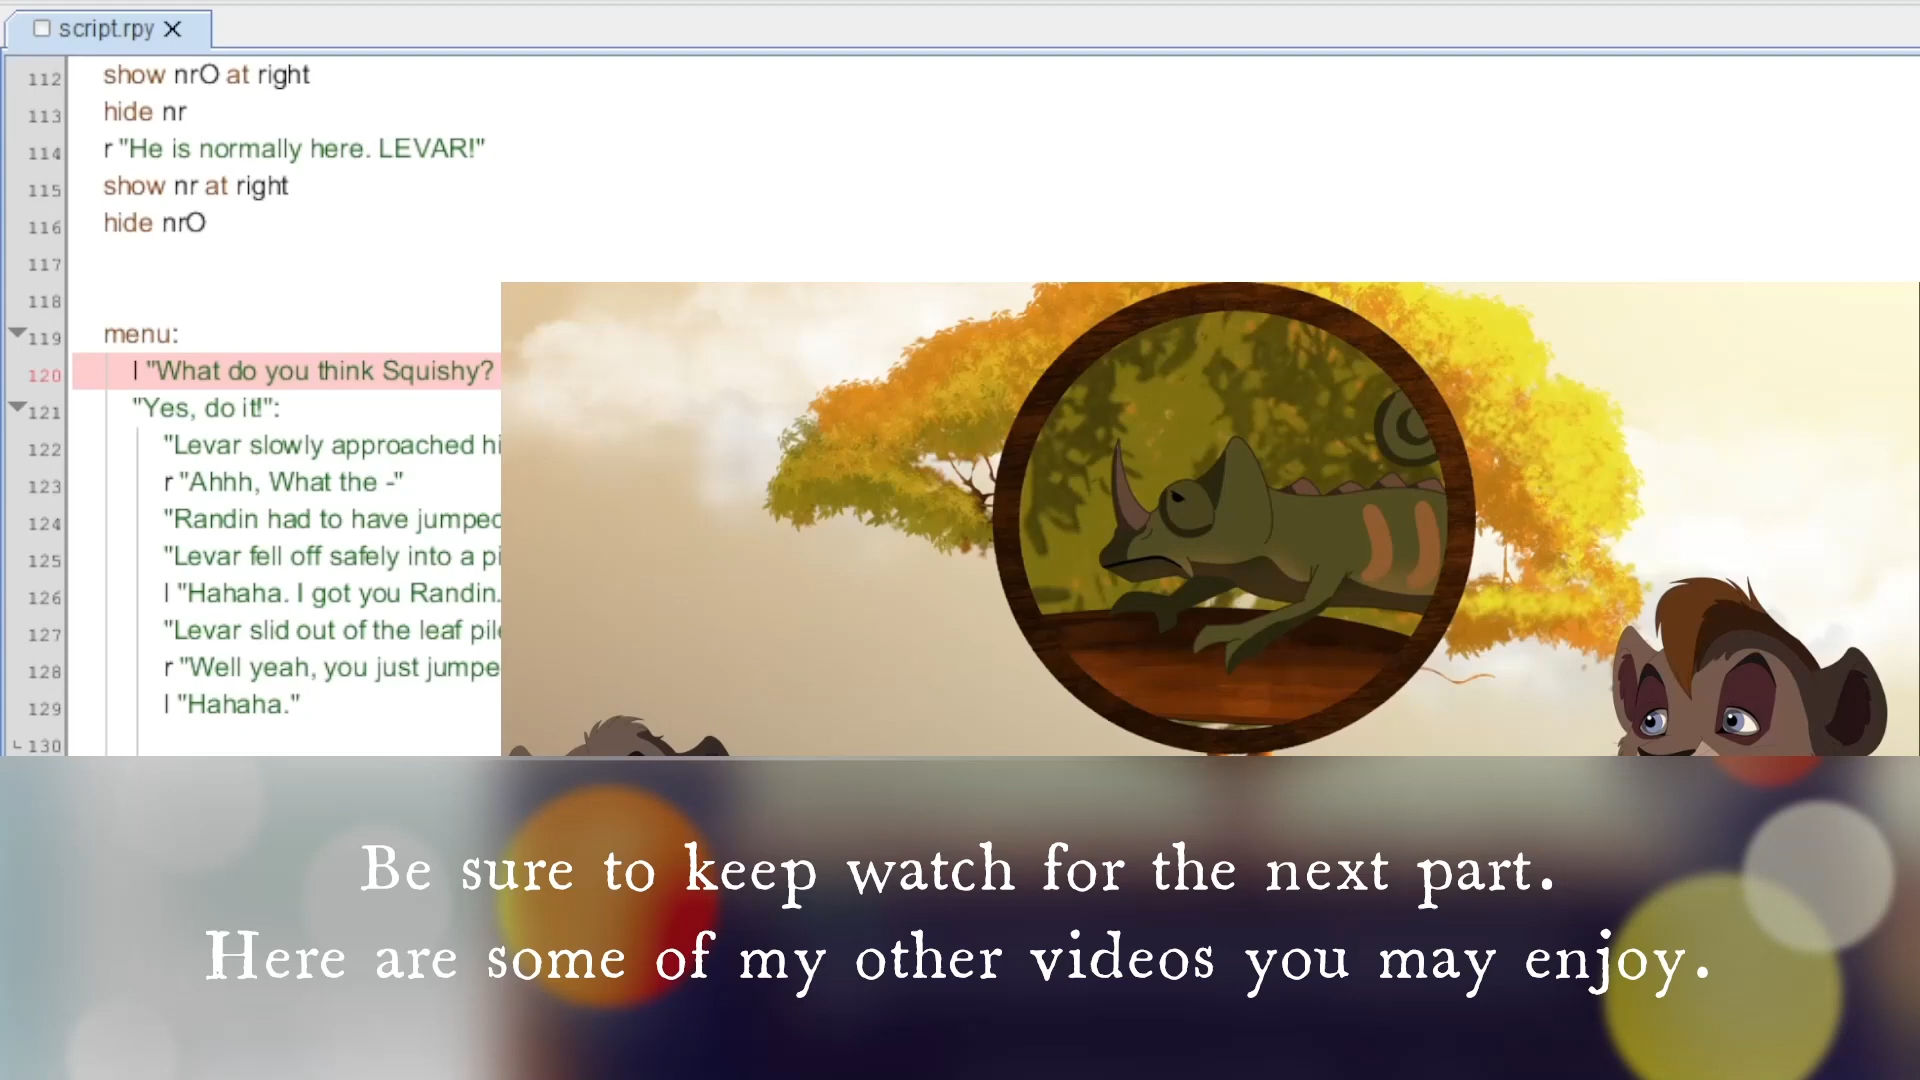 script.rpy
112 show nrO at right
113 hide nr
114 r "He is normally here. LEVAR!"
115 show nr at right
116 hide nrO
117
118
119 menu:
120 l "What do you think Squishy?
121 "Yes, do it!":
122 "Levar slowly approached hi
123 r "Ahhh, What the -"
124 "Randin had to have jumped
125 "Levar fell off safely into a pi
126 l "Hahaha. I got you Randin.
127 "Levar slid out of the leaf pile
128 r "Well yeah, you just jumpe
129 l "Hahaha."
130
Be sure to keep watch for the next part.
Here are some of my other videos you may enjoy.